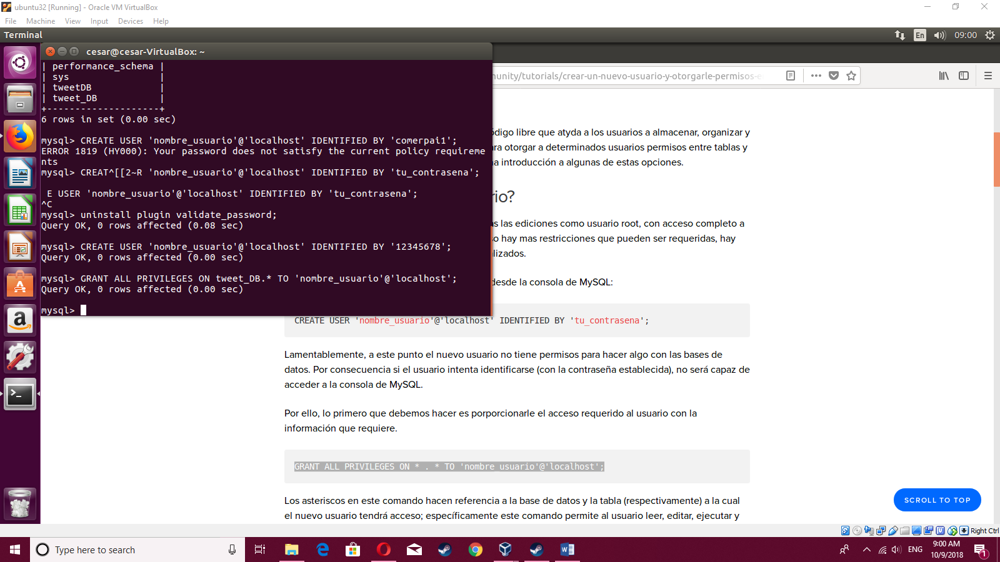 ubuntu32 [Running] - Oracle VM VirtualBox
File Machine View Input Devices Help
Terminal
En
09:00
cesar@cesar-VirtualBox: ~
| performance_schema |
| sys                |
| tweetDB            |
| tweet_DB           |
+--------------------+
6 rows in set (0.00 sec)
mysql> CREATE USER 'nombre_usuario'@'localhost' IDENTIFIED BY 'comerpai1';
ERROR 1819 (HY000): Your password does not satisfy the current policy requireme
nts
mysql> CREAT^[[2~R 'nombre_usuario'@'localhost' IDENTIFIED BY 'tu_contrasena';
E USER 'nombre_usuario'@'localhost' IDENTIFIED BY 'tu_contrasena';
^C
mysql> uninstall plugin validate_password;
Query OK, 0 rows affected (0.08 sec)
mysql> CREATE USER 'nombre_usuario'@'localhost' IDENTIFIED BY '12345678';
Query OK, 0 rows affected (0.00 sec)
mysql> GRANT ALL PRIVILEGES ON tweet_DB.* TO 'nombre_usuario'@'localhost';
Query OK, 0 rows affected (0.00 sec)
mysql>
nunity/tutorials/crear-un-nuevo-usuario-y-otorgarle-permisos-e
ódigo libre que atyda a los usuarios a almacenar, organizar y
ra otorgar a determinados usuarios permisos entre tablas y
a introducción a algunas de estas opciones.
rio?
as las ediciones como usuario root, con acceso completo a
o hay mas restricciones que pueden ser requeridas, hay
lizados.
desde la consola de MySQL:
CREATE USER 'nombre_usuario'@'localhost' IDENTIFIED BY 'tu_contrasena';
Lamentablemente, a este punto el nuevo usuario no tiene permisos para hacer algo con las bases de
datos. Por consecuencia si el usuario intenta identificarse (con la contraseña establecida), no será capaz de
acceder a la consola de MySQL.
Por ello, lo primero que debemos hacer es porporcionarle el acceso requerido al usuario con la
información que requiere.
GRANT ALL PRIVILEGES ON * . * TO 'nombre_usuario'@'localhost';
Los asteriscos en este comando hacen referencia a la base de datos y la tabla (respectivamente) a la cual
el nuevo usuario tendrá acceso; específicamente este comando permite al usuario leer, editar, ejecutar y
SCROLL TO TOP
Right Ctrl
Type here to search
ENG
9:00 AM
10/9/2018
1